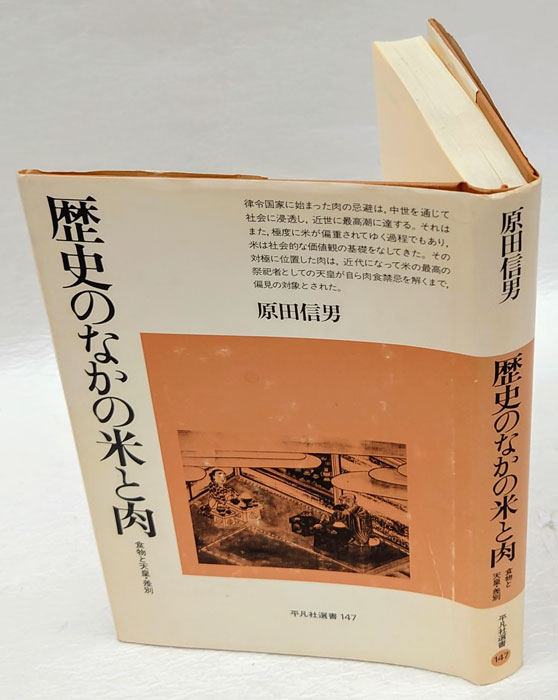 歴史のなかの米と肉
食物と天皇・差別
律令国家に始まった肉の忌避は、中世を通じて
社会に浸透し、近世に最高潮に達する。それは
また、極度に米が偏重されてゆく過程でもあり、
米は社会的な価値観の基礎をなしてきた。その
対極に位置した肉は、近代になって米の最高の
祭祀者としての天皇が自ら肉食禁忌を解くまで、
偏見の対象とされた。
原田信男
平凡社選書 147
原田信男
歴史のなかの米と肉
食物と
天皇・差別
平凡社選書
147